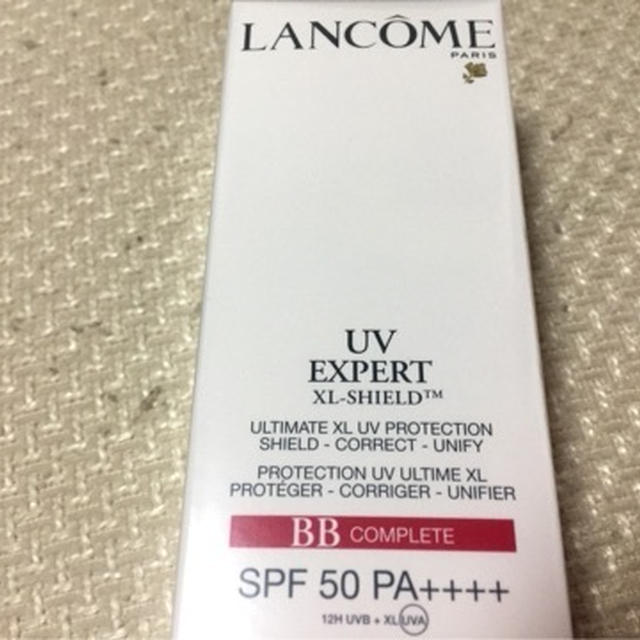 LANCÔME
PARIS
UV
EXPERT
XL-SHIELD™
ULTIMATE XL UV PROTECTION
SHIELD - CORRECT - UNIFY
PROTECTION UV ULTIME XL
PROTÉGER - CORRIGER - UNIFIER
BB COMPLETE
SPF 50 PA++++
12H UVB + XL UVA